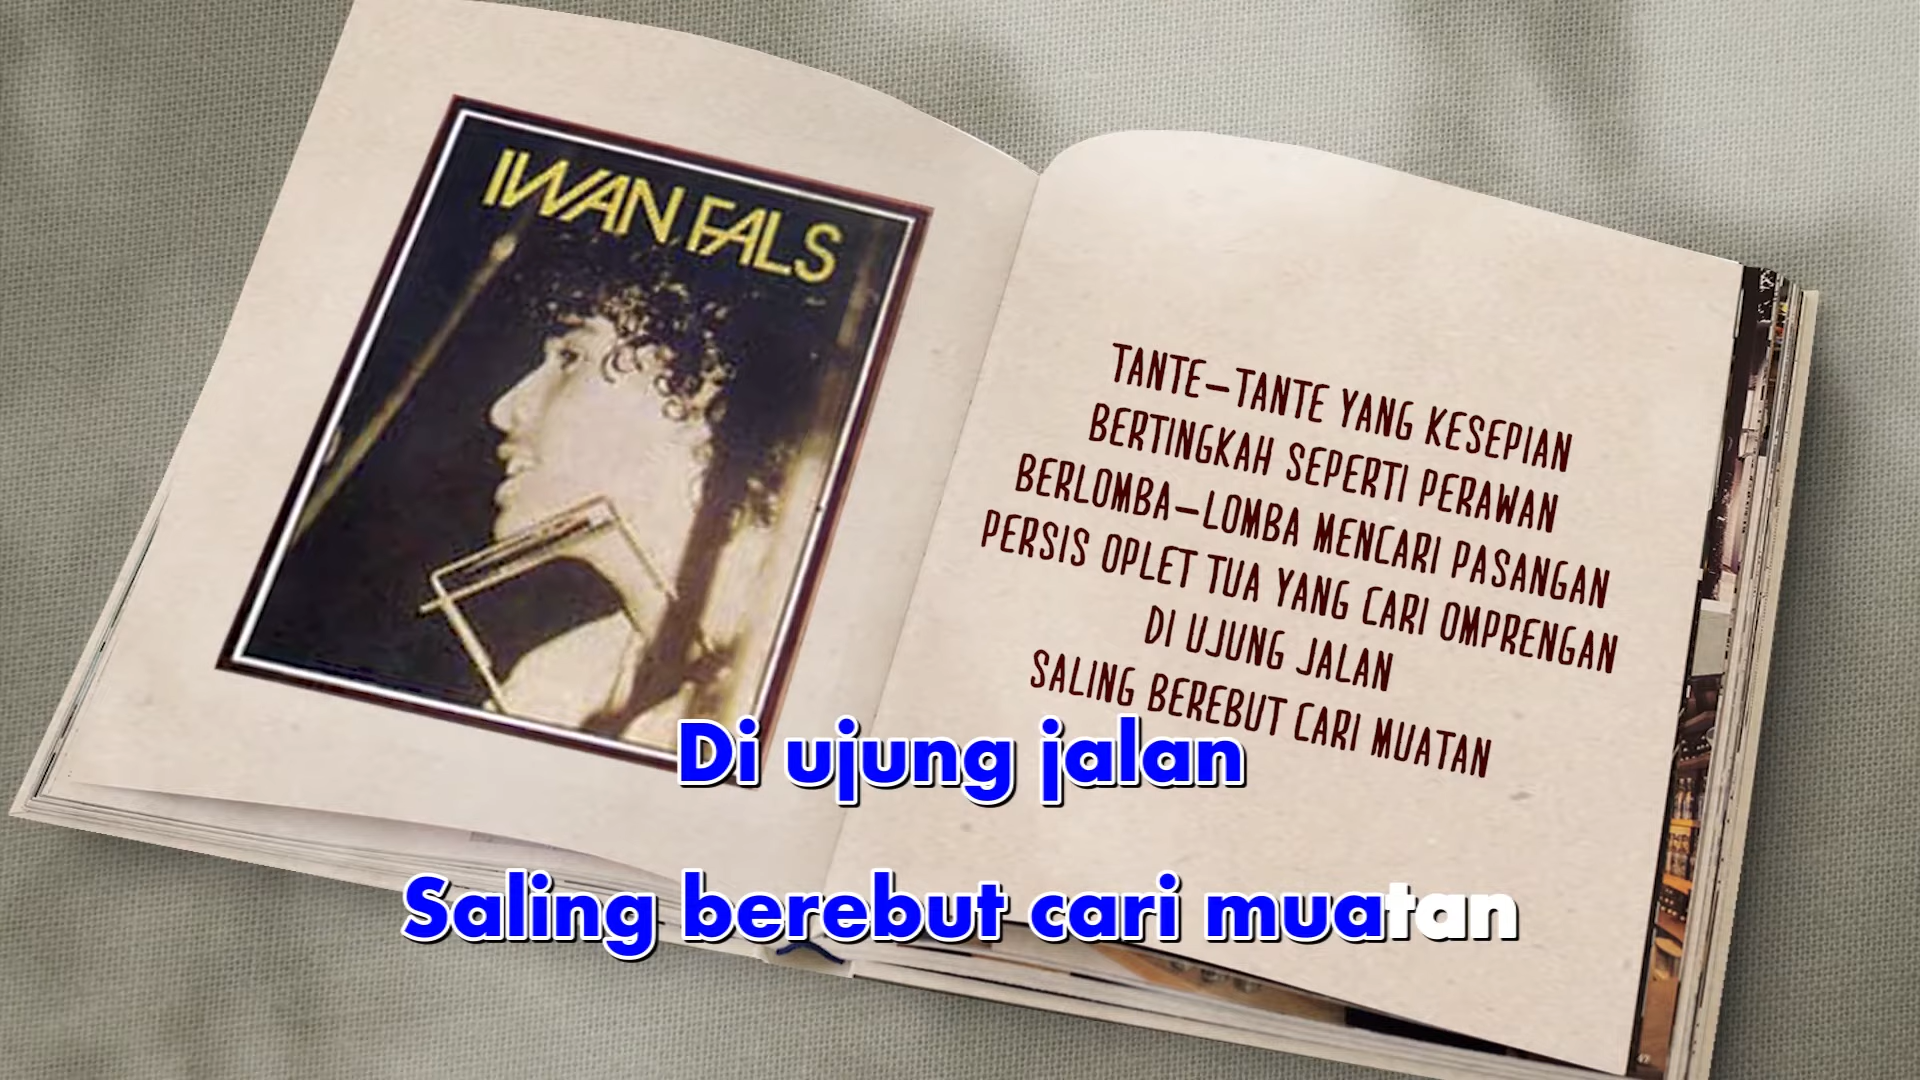 IWAN FALS
TANTE-TANTE YANG KESEPIAN
BERTINGKAH SEPERTI PERAWAN
BERLOMBA-LOMBA MENCARI PASANGAN
PERSIS OPLET TUA YANG CARI OMPRENGAN
DI UJUNG JALAN
SALING BEREBUT CARI MUATAN
Di ujung jalan
Saling berebut cari muatan